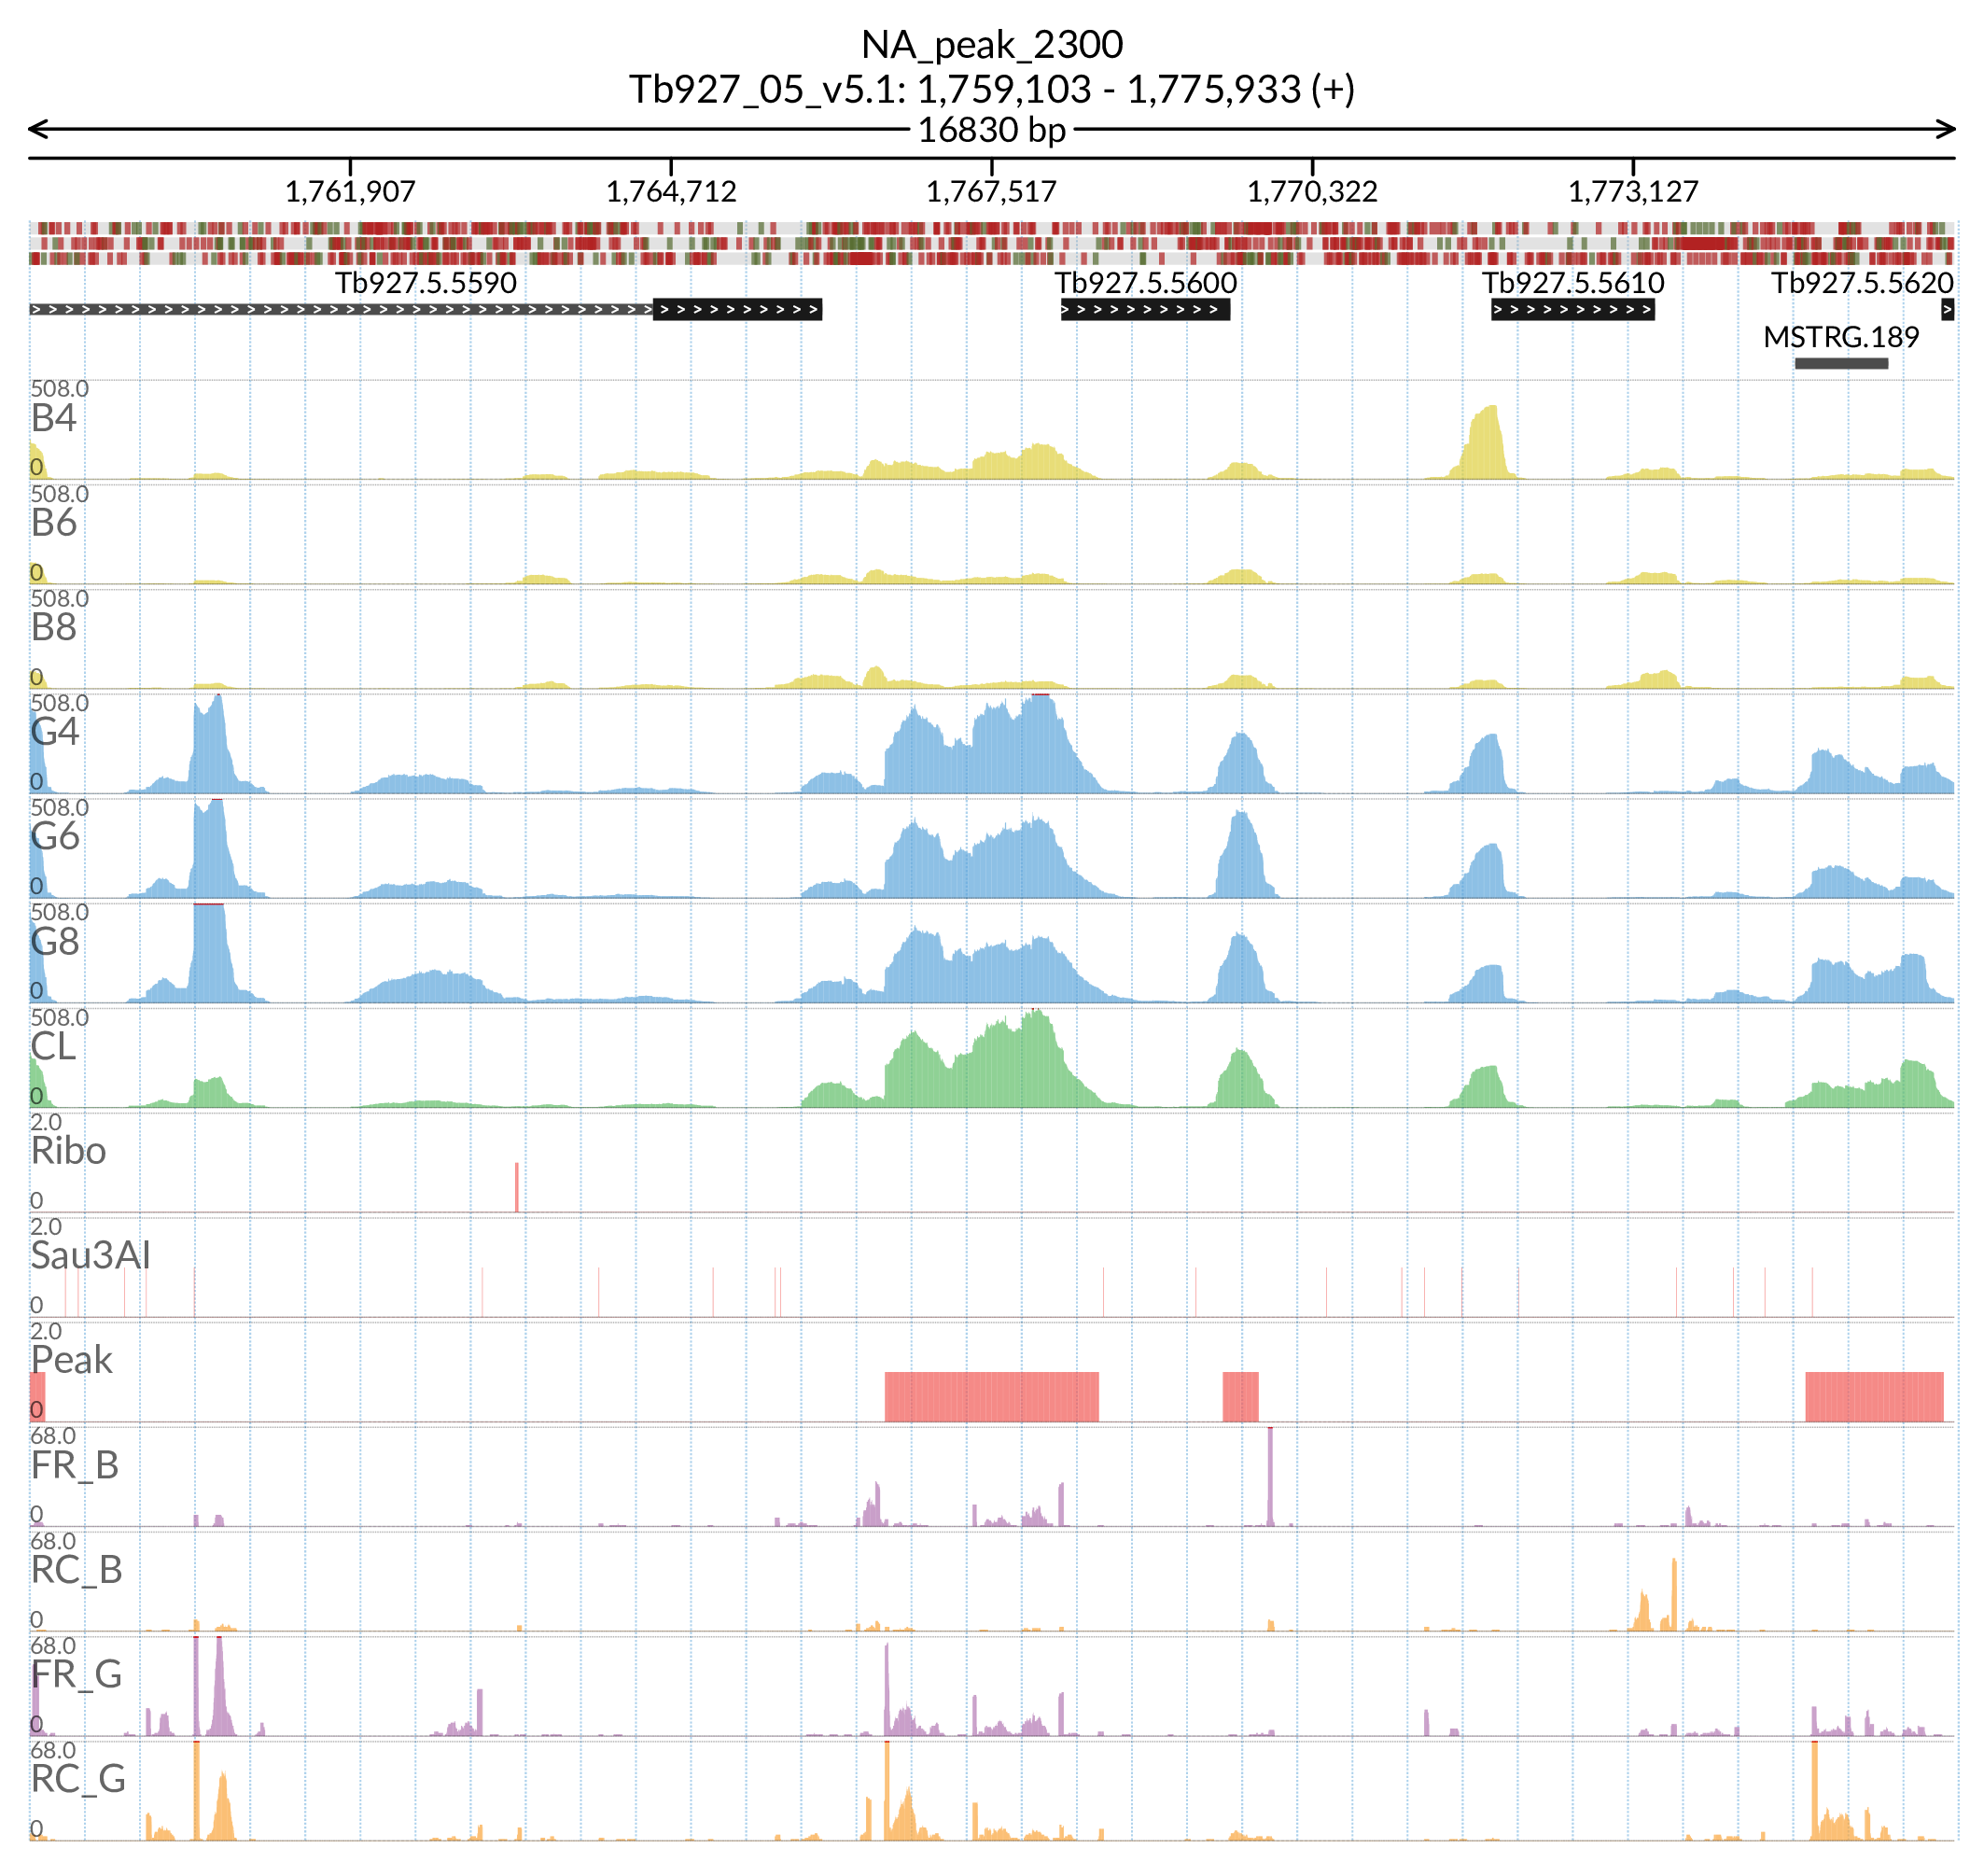 NA_peak_2300
Tb927_05_v5.1: 1,759,103 - 1,775,933 (+)
16830 bp
1,761,907 1,764,712 1,767,517 1,770,322 1,773,127
Tb927.5.5590 Tb927.5.5600 Tb927.5.5610 Tb927.5.5620
MSTRG.189
508.0
B4
0
508.0
B6
0
508.0
B8
0
508.0
G4
0
508.0
G6
0
508.0
G8
0
508.0
CL
0
2.0
Ribo
0
2.0
Sau3AI
0
2.0
Peak
0
68.0
FR_B
0
68.0
RC_B
0
68.0
FR_G
0
68.0
RC_G
0